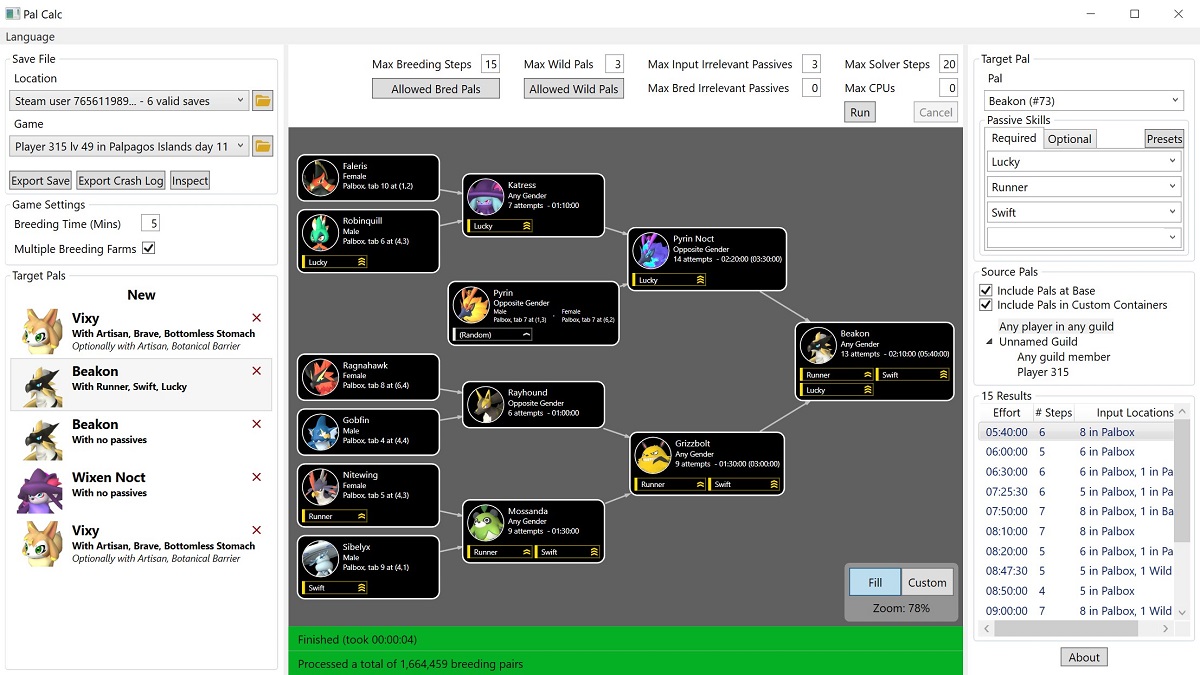 Pal Calc
Language
Save File
Location
Steam user 765611989... - 6 valid saves
Game
Player 315 lv 49 in Palpagos Islands day 11
Export Save
Export Crash Log
Inspect
Game Settings
Breeding Time (Mins) 5
Multiple Breeding Farms
Target Pals
New
Vixy
With Artisan, Brave, Bottomless Stomach
Optionally with Artisan, Botanical Barrier
Beakon
With Runner, Swift, Lucky
Beakon
With no passives
Wixen Noct
With no passives
Vixy
With Artisan, Brave, Bottomless Stomach
Optionally with Artisan, Botanical Barrier
Max Breeding Steps 15
Max Wild Pals 3
Max Input Irrelevant Passives 3
Max Solver Steps 20
Allowed Bred Pals
Allowed Wild Pals
Max Bred Irrelevant Passives 0
Max CPUs 0
Run
Cancel
Faleris
Female
Palbox, tab 10 at (1,2)
Robinquill
Male
Palbox, tab 6 at (4,3)
Lucky
Katress
Any Gender
7 attempts - 01:10:00
Lucky
Pyrin
Opposite Gender
Male
Palbox, tab 7 at (1,3)
Female
Palbox, tab 7 at (6,2)
(Random)
Pyrin Noct
Opposite Gender
14 attempts - 02:20:00 (03:30:00)
Lucky
Ragnahawk
Female
Palbox, tab 8 at (6,4)
Gobfin
Male
Palbox, tab 4 at (4,4)
Rayhound
Opposite Gender
6 attempts - 01:00:00
Nitewing
Female
Palbox, tab 5 at (4,3)
Runner
Sibelyx
Male
Palbox, tab 9 at (4,1)
Swift
Mossanda
Any Gender
9 attempts - 01:30:00
Runner
Swift
Grizzbolt
Any Gender
9 attempts - 01:30:00 (03:00:00)
Runner
Swift
Beakon
Any Gender
13 attempts - 02:10:00 (05:40:00)
Runner
Swift
Lucky
Fill
Custom
Zoom: 78%
Finished (took 00:00:04)
Processed a total of 1,664,459 breeding pairs
Target Pal
Pal
Beakon (#73)
Passive Skills
Required
Optional
Presets
Lucky
Runner
Swift
Source Pals
Include Pals at Base
Include Pals in Custom Containers
Any player in any guild
Unnamed Guild
Any guild member
Player 315
15 Results
Effort # Steps Input Locations
05:40:00 6 8 in Palbox
06:00:00 5 6 in Palbox
06:30:00 6 6 in Palbox, 1 in Pa
07:25:30 6 5 in Palbox, 1 in Pa
07:50:00 7 8 in Palbox, 1 in Ba
08:10:00 7 8 in Palbox
08:20:00 5 6 in Palbox, 1 in Pa
08:47:30 5 5 in Palbox, 1 Wild
08:50:00 4 5 in Palbox
09:00:00 7 8 in Palbox, 1 Wild
About